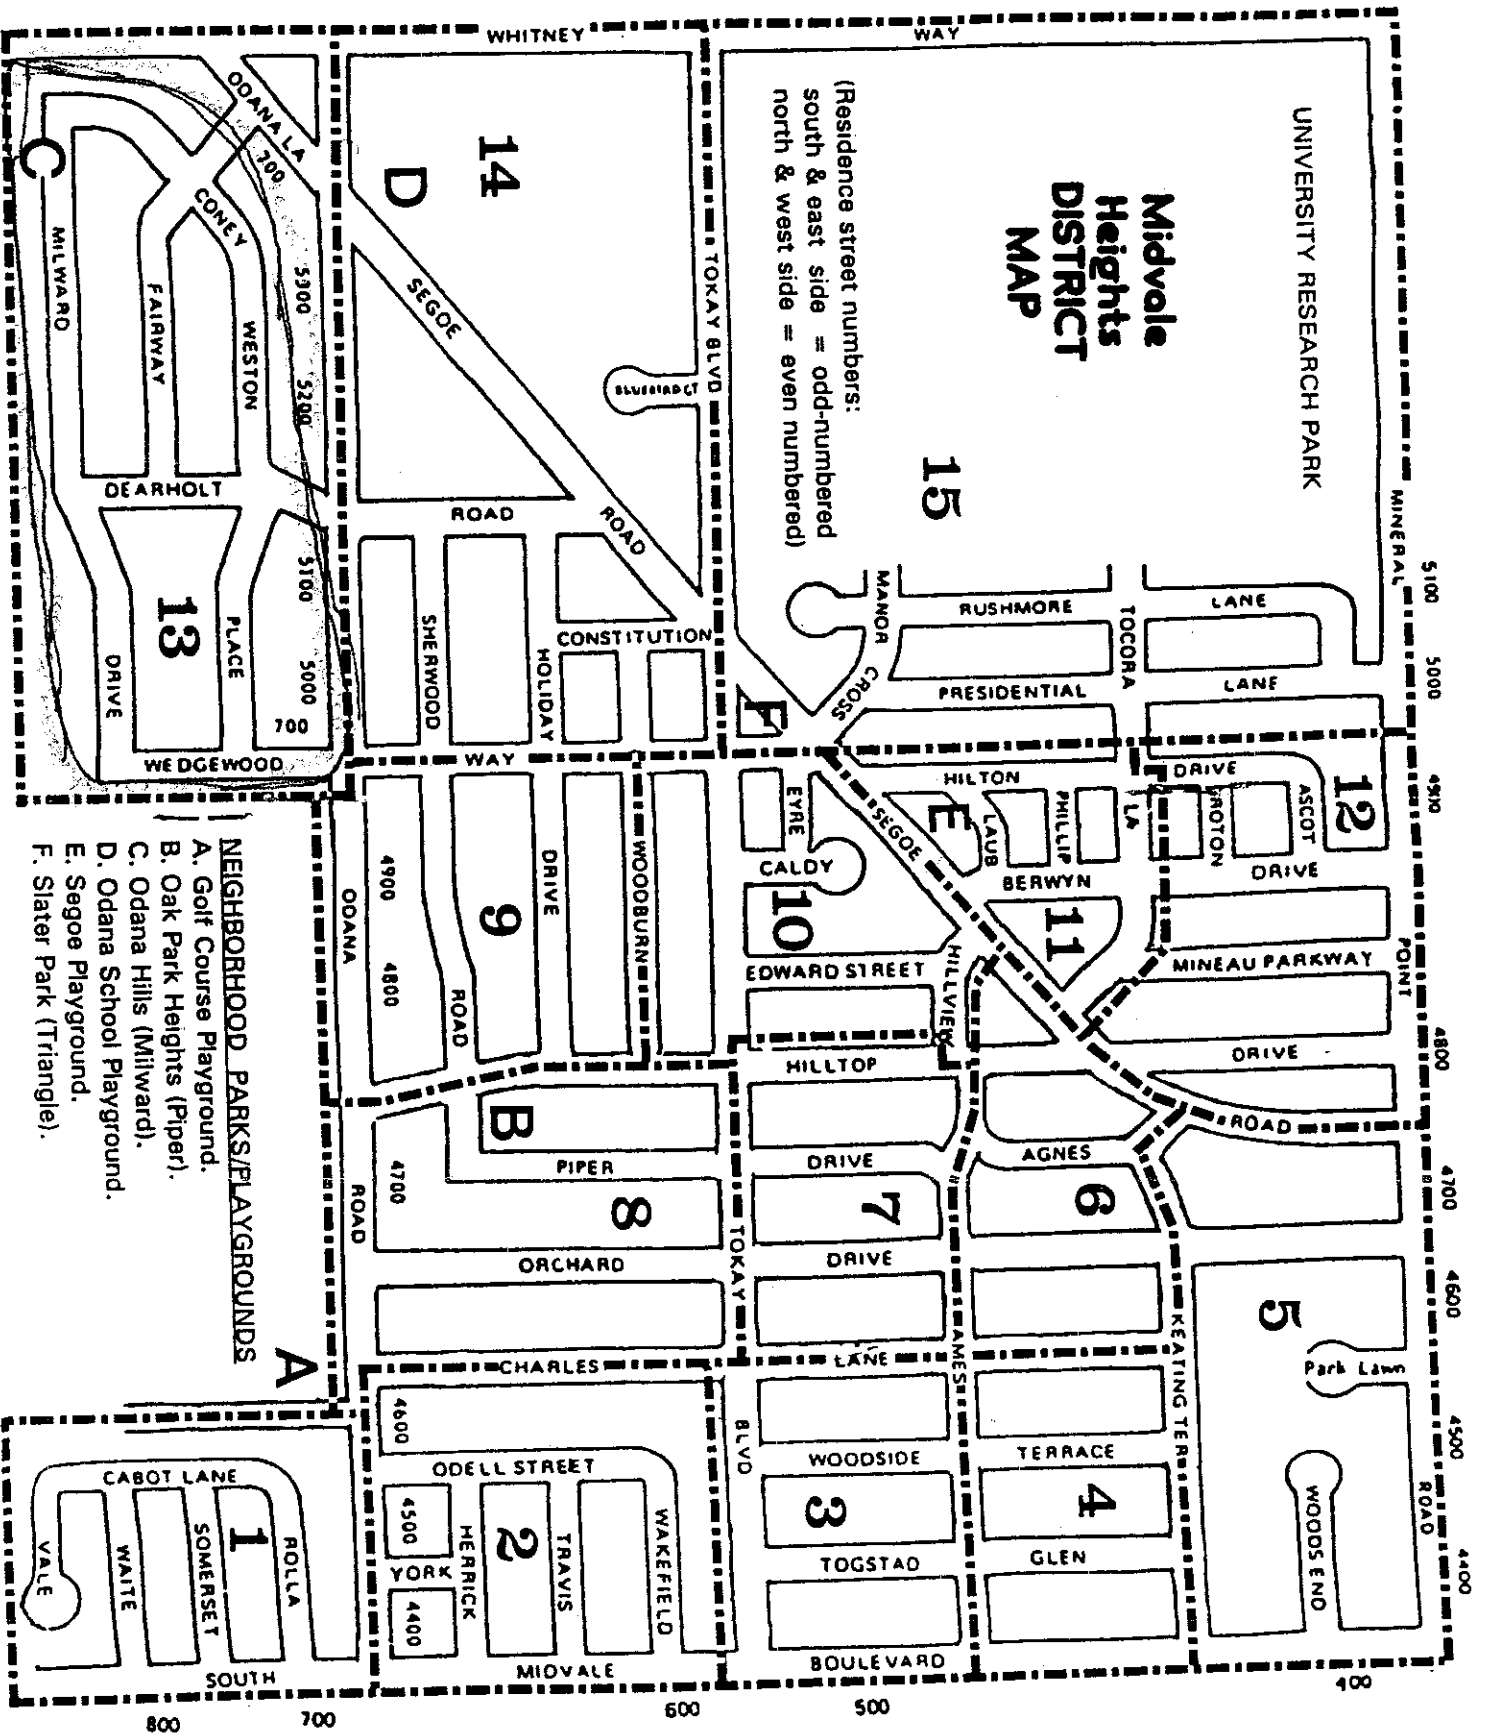 Midvale
Heights
DISTRICT
MAP
UNIVERSITY RESEARCH PARK
(Residence street numbers:
south & east side = odd-numbered
north & west side = even numbered)
NEIGHBORHOOD PARKS/PLAYGROUNDS
A. Golf Course Playground.
B. Oak Park Heights (Piper).
C. Odana Hills (Milward).
D. Odana School Playground.
E. Segoe Playground.
F. Slater Park (Triangle).
MINERAL
POINT
ROAD
5100
5000
4900
4800
4700
4600
4500
4400
400
500
600
700
800
WHITNEY
WAY
TOKAY BLVD
15
14
13
12
11
10
9
8
7
6
5
4
3
2
1
A
B
C
D
E
F
MANOR
CROSS
RUSHMORE
LANE
TOCORA
LA
PRESIDENTIAL
LANE
HILTON
DRIVE
ASCOT
PHILLIP
LAUB
BERWYN
DRIVE
MINEAU PARKWAY
DRIVE
SEGOE
ROAD
AGNES
Park Lawn
WOODS END
KEATING TERR
TERRACE
GLEN
JAMES
EYRE
CALDY
EDWARD STREET
HILLVIEW
HILLTOP
DRIVE
DRIVE
LANE
WOODSIDE
TOGSTAD
BOULEVARD
TOKAY
BLVD
SEGOE
ROAD
ROAD
CONSTITUTION
HOLIDAY
DRIVE
SHERWOOD
ROAD
WAY
WOODBURN
PIPER
ORCHARD
CHARLES
4900
4800
4700
4600
4500
4400
ODELL STREET
WAKEFIELD
TRAVIS
HERRICK
YORK
MIDVALE
ODANA
ROAD
ODANA LA
700
CONEY
WESTON
PLACE
FAIRWAY
MILWARD
DRIVE
DEARHOLT
WEDGEWOOD
5300
5200
5100
5000
700
CABOT LANE
ROLLA
SOMERSET
WAITE
VALE
SOUTH